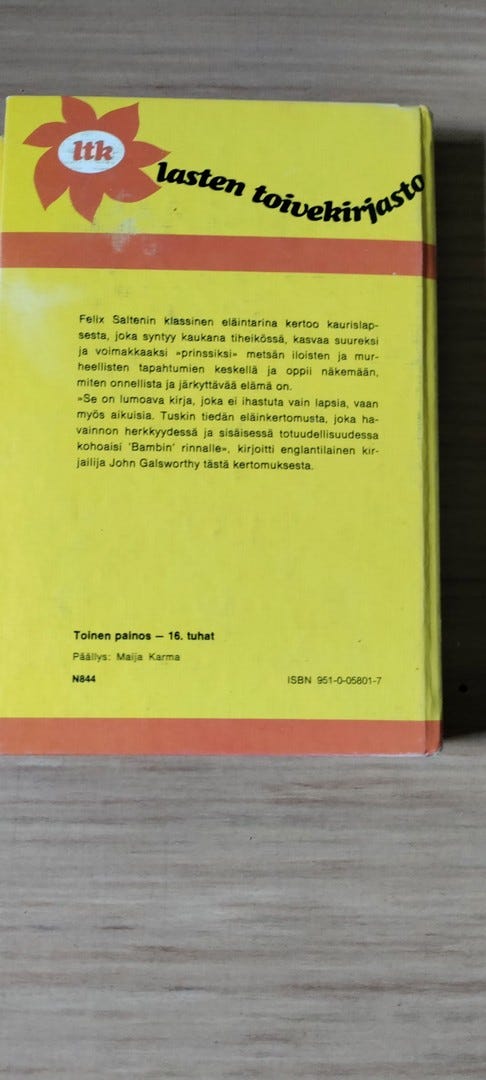 ltk
lasten toivekirjasto
Felix Saltenin klassinen eläintarina kertoo kaurislap-
sesta, joka syntyy kaukana tiheikössä, kasvaa suureksi
ja voimakkaaksi »prinssiksi» metsän iloisten ja mur-
heellisten tapahtumien keskellä ja oppii näkemään,
miten onnellista ja järkyttävää elämä on.
»Se on lumoava kirja, joka ei ihastuta vain lapsia, vaan
myös aikuisia. Tuskin tiedän eläinkertomusta, joka ha-
vainnon herkkyydessä ja sisäisessä totuudellisuudessa
kohoaisi 'Bambin' rinnalle», kirjoitti englantilainen kir-
jailija John Galsworthy tästä kertomuksesta.
Toinen painos — 16. tuhat
Päällys: Maija Karma
N844
ISBN 951-0-05801-7